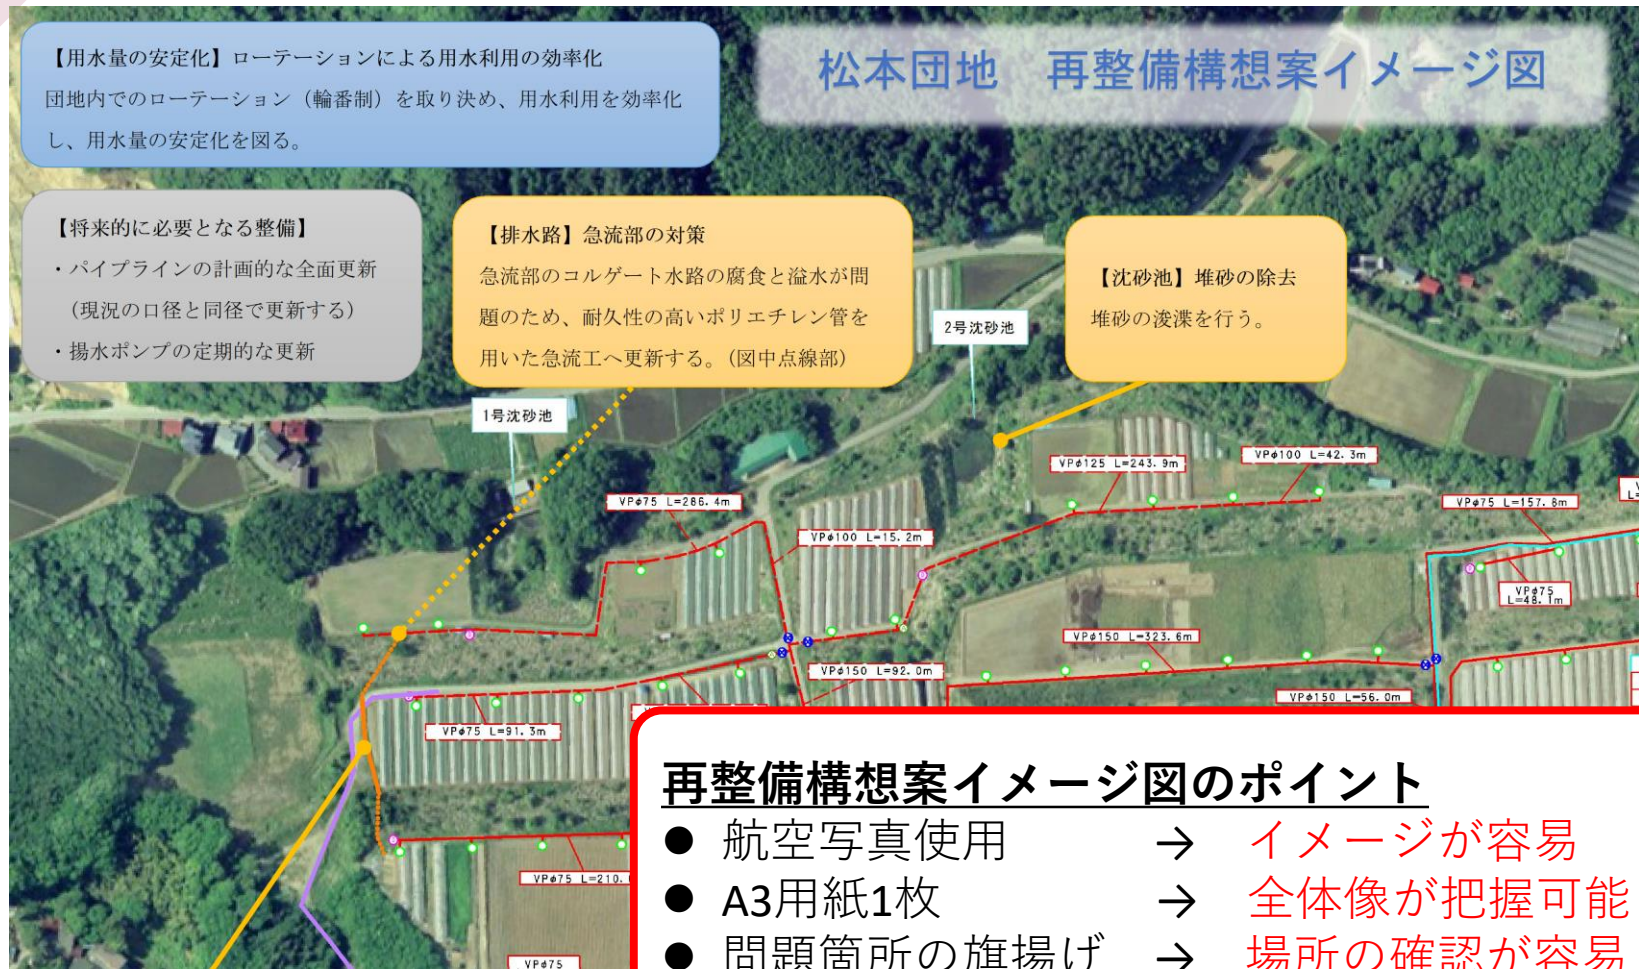 松本団地 再整備構想案イメージ図
【用水量の安定化】ローテーションによる用水利用の効率化
団地内でのローテーション（輪番制）を取り決め、用水利用を効率化
し、用水量の安定化を図る。
【将来的に必要となる整備】
・パイプラインの計画的な全面更新
（現況の口径と同径で更新する）
・揚水ポンプの定期的な更新
【排水路】急流部の対策
急流部のコルゲート水路の腐食と溢水が問
題のため、耐久性の高いポリエチレン管を
用いた急流工へ更新する。（図中点線部）
【沈砂池】堆砂の除去
堆砂の浚渫を行う。
2号沈砂池
1号沈砂池
VPφ125 L=243.9m
VPφ100 L=42.3m
VPφ75 L=286.4m
VPφ75 L=157.8m
VPφ100 L=15.2m
VPφ75
L=48.1m
VPφ150 L=323.6m
VPφ150 L=92.0m
VPφ150 L=56.0m
VPφ75 L=91.3m
VPφ75 L=210.
VPφ75
再整備構想案イメージ図のポイント
● 航空写真使用 → イメージが容易
● A3用紙1枚 → 全体像が把握可能
● 問題箇所の旗揚げ → 場所の確認が容易